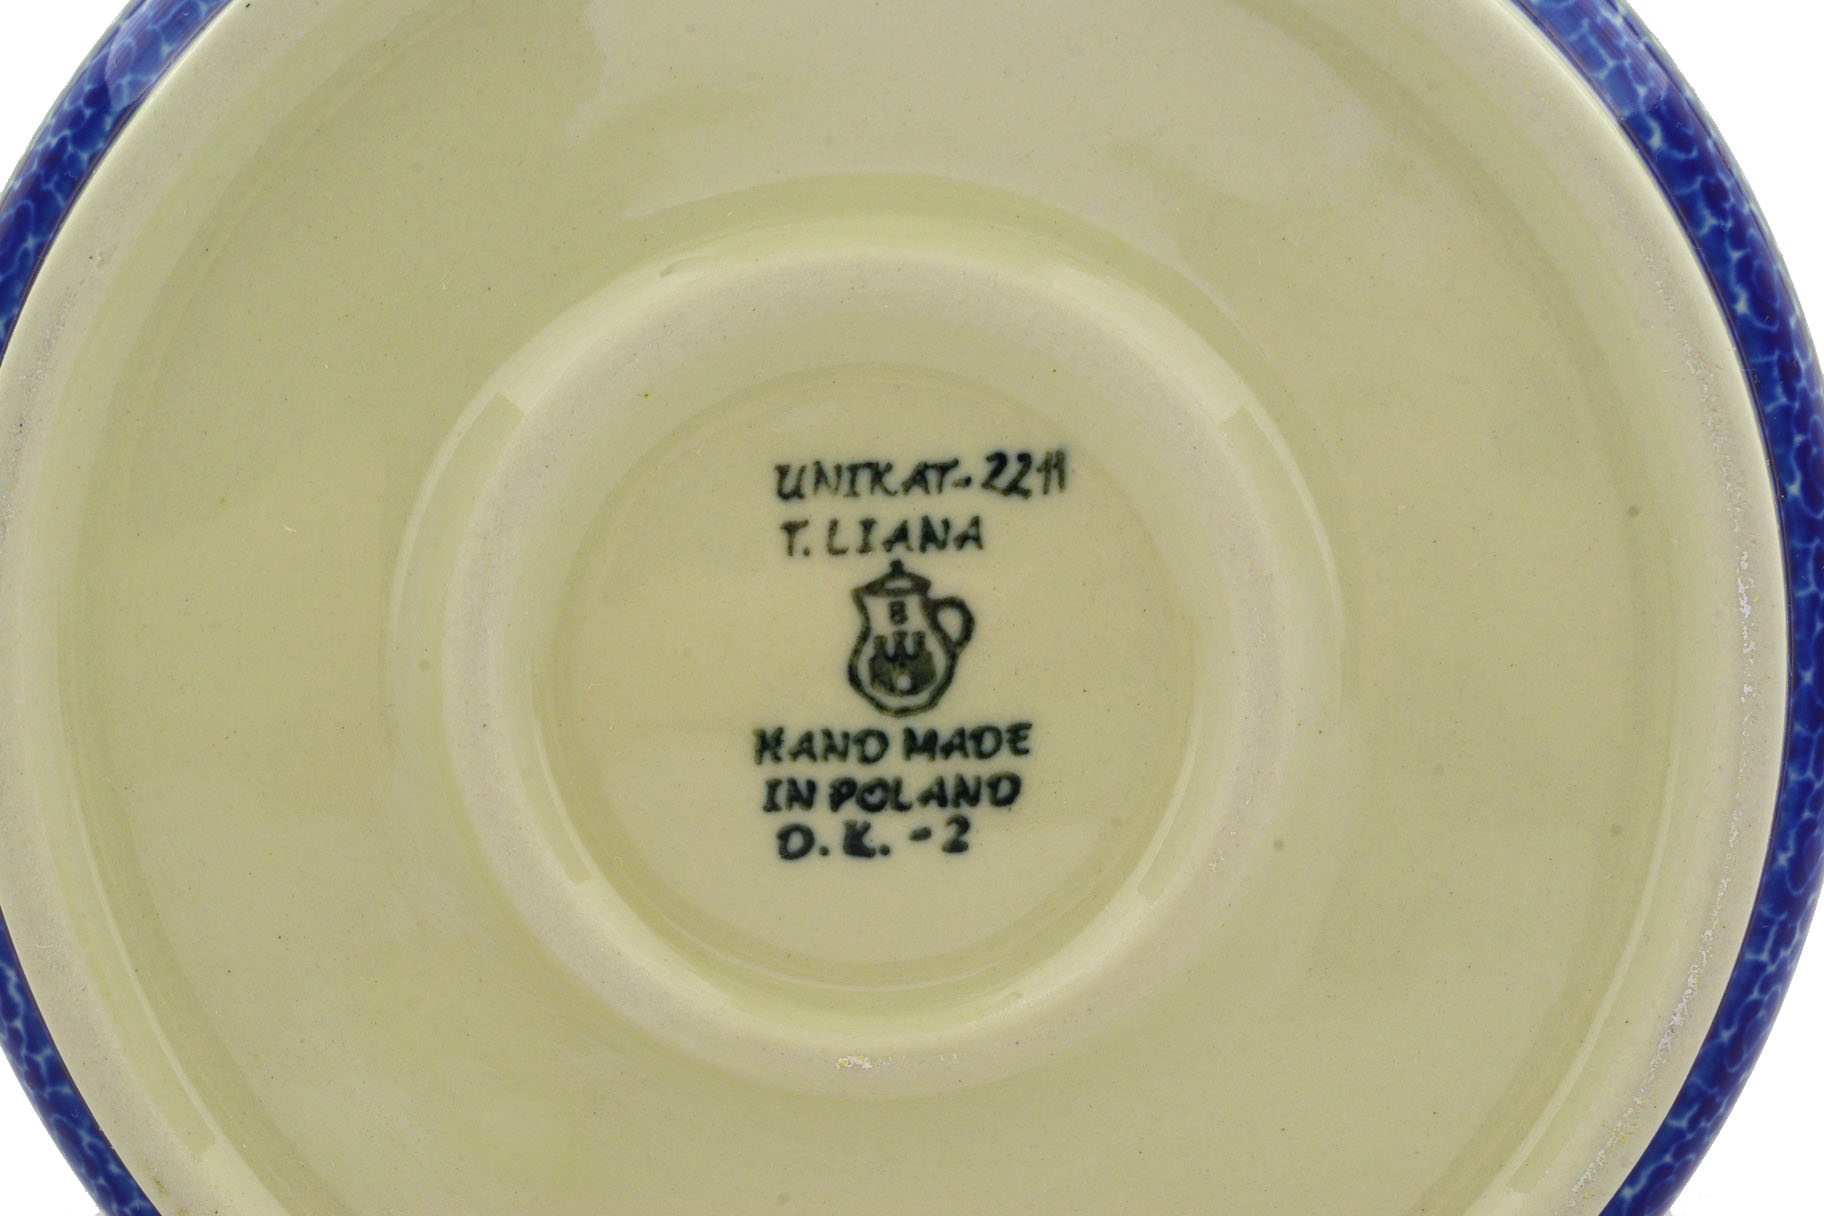 UNIKAT-2211
T. LIANA
B
HAND MADE
IN POLAND
D.K.-2